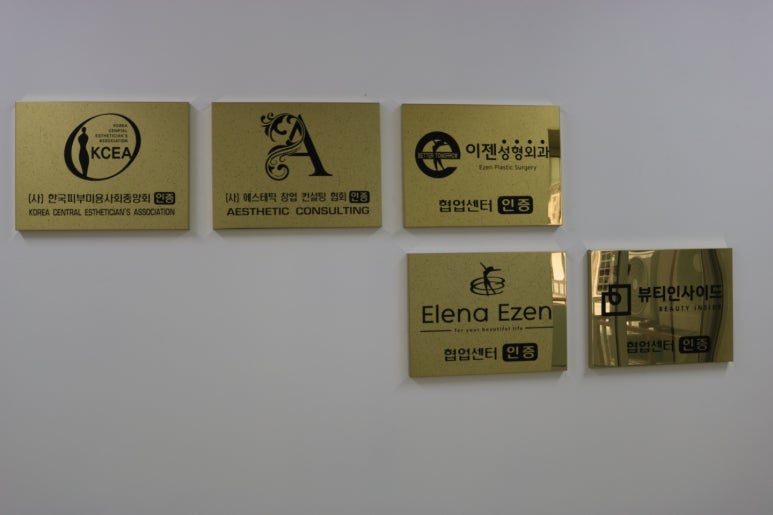 KOREA
CENTRAL
ESTHETICIAN'S
ASSOCIATION
KCEA
(사) 한국피부미용사회중앙회 인증
KOREA CENTRAL ESTHETICIAN'S ASSOCIATION
A
(사) 에스테틱 창업 컨설팅 협회 인증
AESTHETIC CONSULTING
BETTER TOMORROW
이젠성형외과
Ezen Plastic Surgery
협업센터 인증
Elena Ezen
for your beautiful life
협업센터 인증
뷰티인사이드
BEAUTY INSIDE
협업센터 인증